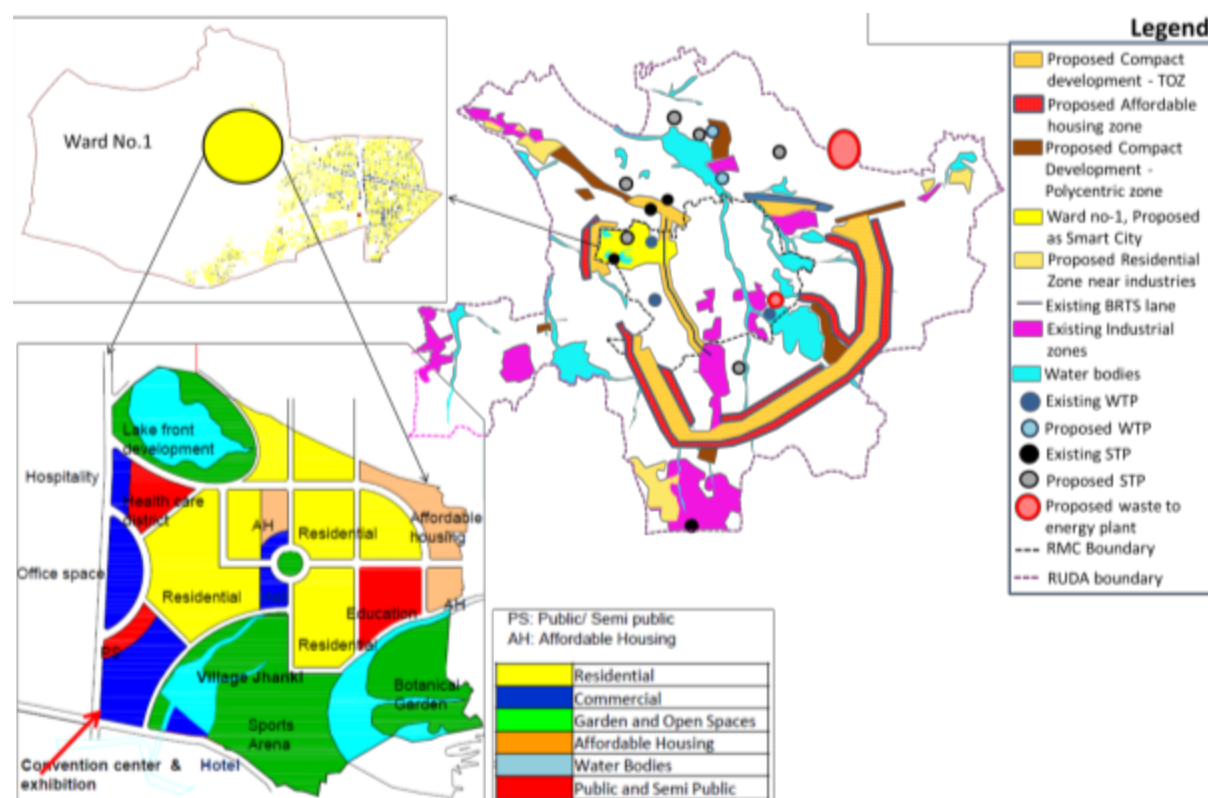 Legend
Ward No.1
Proposed Compact
development - TOZ
Proposed Affordable
housing zone
Proposed Compact
Development -
Polycentric zone
Ward no-1, Proposed
as Smart City
Proposed Residential
Zone near industries
Existing BRTS lane
Existing Industrial
zones
Water bodies
Existing WTP
Proposed WTP
Existing STP
Proposed STP
Proposed waste to
energy plant
RMC Boundary
RUDA boundary
Lake front
development
Hospitality
Health care
district
AH
Residential
Affordable
housing
Office space
Residential
Education
AH
Residential
PS
Village Jhanki
Botanical
Garden
Sports
Arena
Convention center &
exhibition
Hotel
PS: Public/ Semi public
AH: Affordable Housing
Residential
Commercial
Garden and Open Spaces
Affordable Housing
Water Bodies
Public and Semi Public